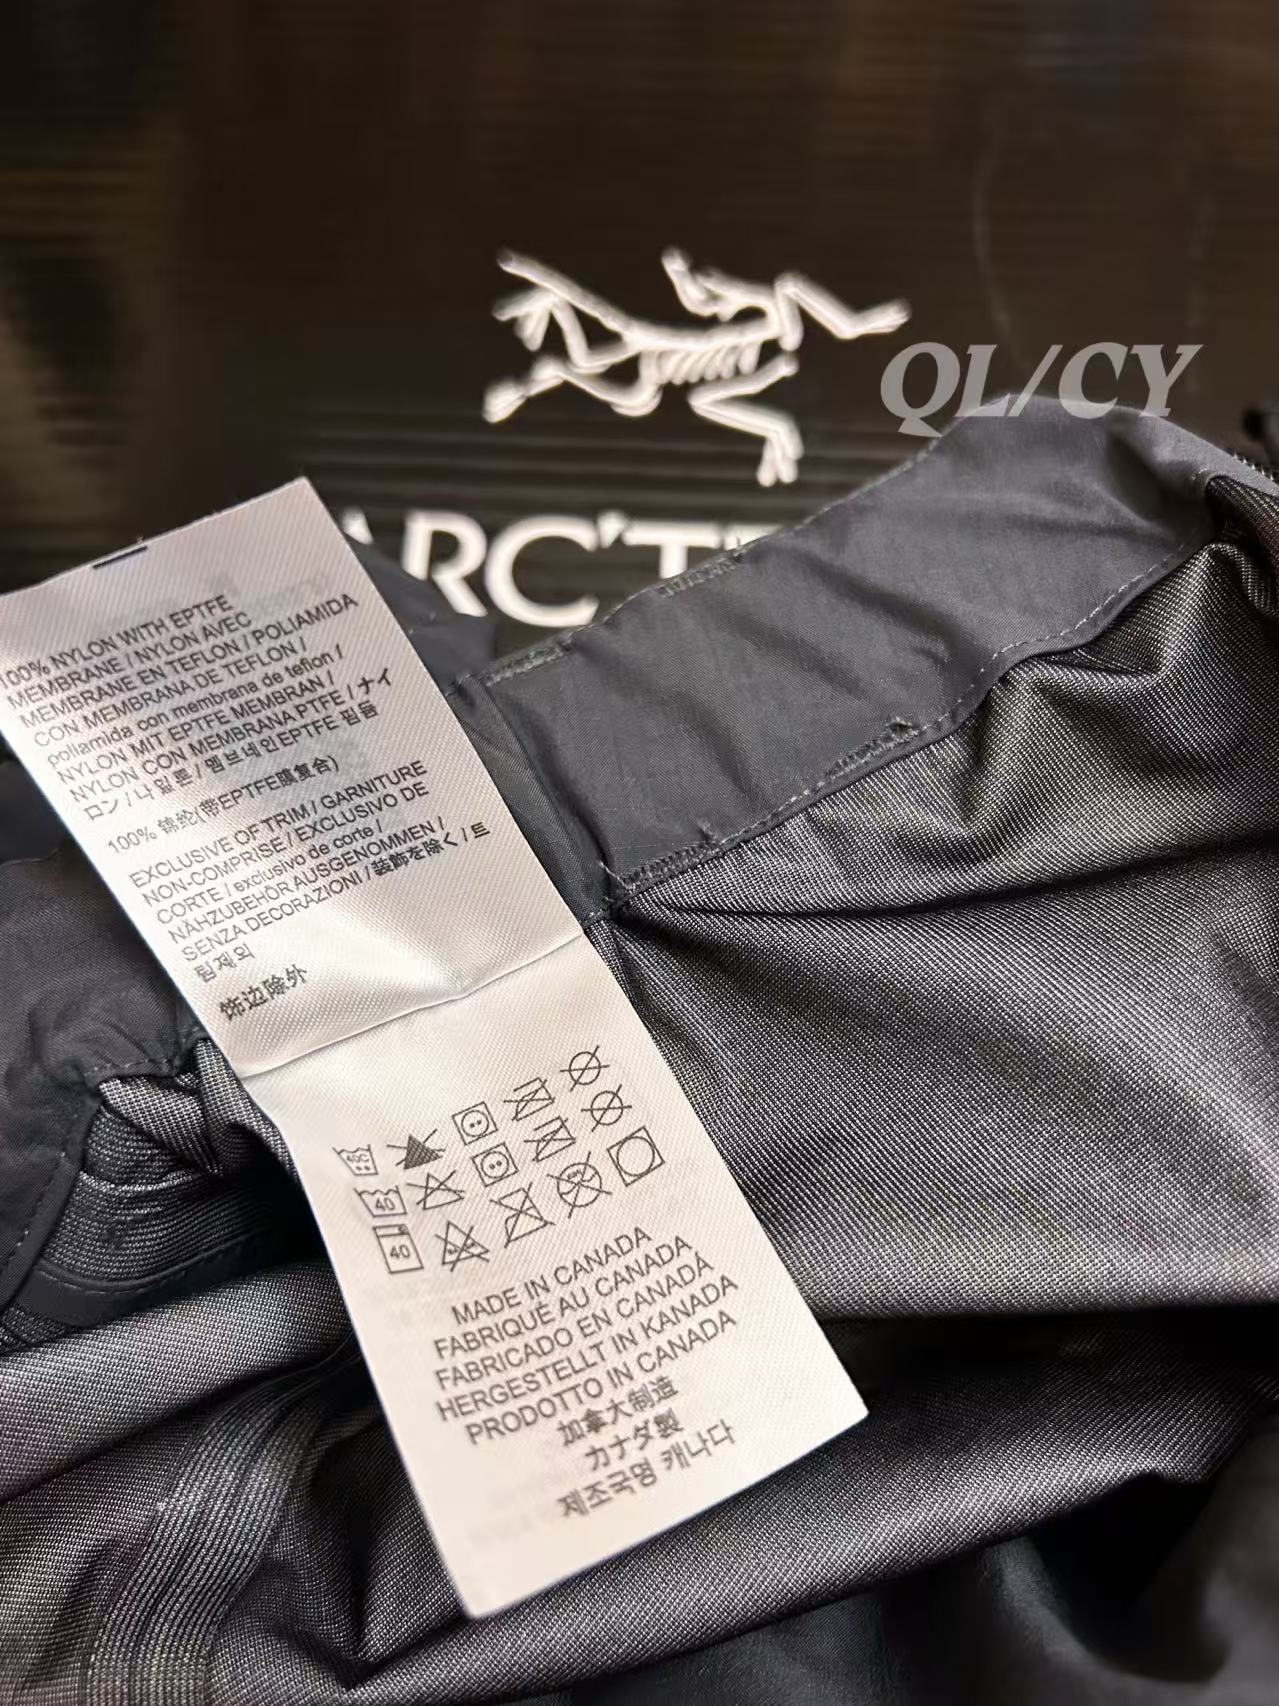 QL/CY
ARC'T
100% NYLON WITH EPTFE
MEMBRANE / NYLON AVEC
MEMBRANE EN TEFLON / POLIAMIDA
CON MEMBRANA DE TEFLON /
poliamida con membrana de teflon /
NYLON MIT EPTFE MEMBRAN /
NYLON CON MEMBRANA PTFE / ナイ
ロン / 나일론 / 멤브레인EPTFE 필름
100% 锦纶(带EPTFE膜复合)
EXCLUSIVE OF TRIM / GARNITURE
NON-COMPRISE / EXCLUSIVO DE
CORTE / exclusivo de corte /
NÄHZUBEHÖR AUSGENOMMEN /
SENZA DECORAZIONI / 装飾を除く / 트
림제외
饰边除外
40C
40
40
MADE IN CANADA
FABRIQUÉ AU CANADA
FABRICADO EN CANADÁ
HERGESTELLT IN KANADA
PRODOTTO IN CANADA
加拿大制造
カナダ製
제조국명 캐나다